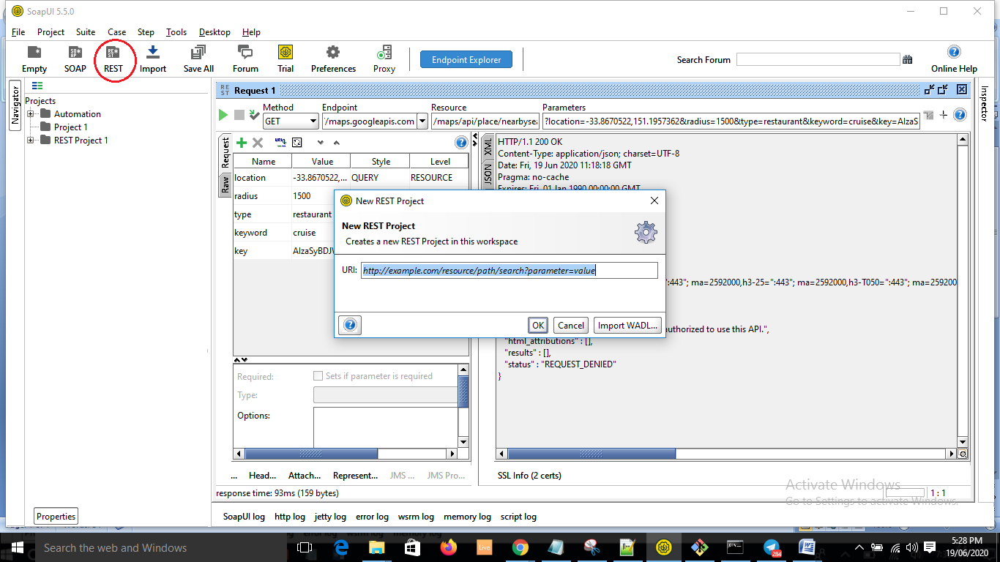 SoapUI 5.5.0
File Project Suite Case Step Tools Desktop Help
Empty SOAP REST Import Save All Forum Trial Preferences Proxy Endpoint Explorer Search Forum Online Help
Navigator
Projects
Automation
Project 1
REST Project 1
Properties
Request 1
Method Endpoint Resource Parameters
GET /maps.googleapis.com /maps/api/place/nearbysea ?location=-33.8670522,151.1957362&radius=1500&type=restaurant&keyword=cruise&key=AIzaS
Request
Raw
Name Value Style Level
location -33.8670522,... QUERY RESOURCE
radius 1500
type restaurant
keyword cruise
key AIzaSyBDJV
Required: Sets if parameter is required
Type:
Options:
... Head... Attach... Represent... JMS ... JMS Pro...
response time: 93ms (159 bytes)
XML
JSON
HTTP/1.1 200 OK
Content-Type: application/json; charset=UTF-8
Date: Fri, 19 Jun 2020 11:18:18 GMT
Pragma: no-cache
Expires: Fri, 01 Jan 1990 00:00:00 GMT
":443"; ma=2592000,h3-25=":443"; ma=2592000,h3-T050=":443"; ma=2592000
uthorized to use this API.",
"html_attributions" : [],
"results" : [],
"status" : "REQUEST_DENIED"
}
SSL Info (2 certs)
1 : 1
Inspector
New REST Project
New REST Project
Creates a new REST Project in this workspace
URI: http://example.com/resource/path/search?parameter=value
OK Cancel Import WADL...
Activate Windows
Go to Settings to activate Windows.
SoapUI log http log jetty log error log wsrm log memory log script log
Search the web and Windows
Live
284
5:28 PM
19/06/2020